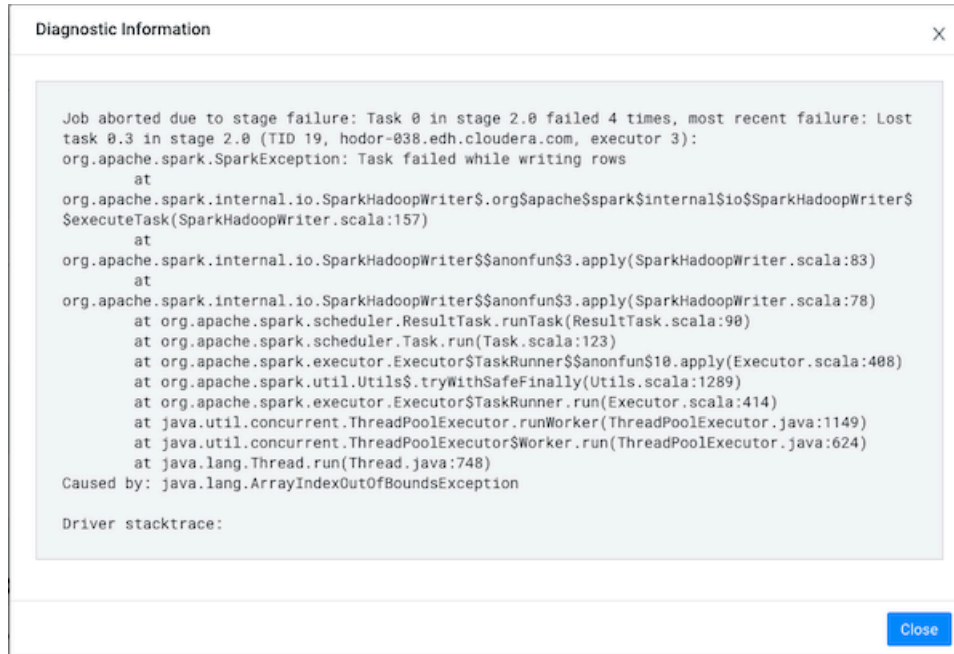 Diagnostic Information
Job aborted due to stage failure: Task 0 in stage 2.0 failed 4 times, most recent failure: Lost
task 0.3 in stage 2.0 (TID 19, hodor-038.edh.cloudera.com, executor 3):
org.apache.spark.SparkException: Task failed while writing rows
at
org.apache.spark.internal.io.SparkHadoopWriter$.org$apache$spark$internal$io$SparkHadoopWriter$
$executeTask(SparkHadoopWriter.scala:157)
at
org.apache.spark.internal.io.SparkHadoopWriter$$anonfun$3.apply(SparkHadoopWriter.scala:83)
at
org.apache.spark.internal.io.SparkHadoopWriter$$anonfun$3.apply(SparkHadoopWriter.scala:78)
at org.apache.spark.scheduler.ResultTask.runTask(ResultTask.scala:90)
at org.apache.spark.scheduler.Task.run(Task.scala:123)
at org.apache.spark.executor.Executor$TaskRunner$$anonfun$10.apply(Executor.scala:408)
at org.apache.spark.util.Utils$.tryWithSafeFinally(Utils.scala:1289)
at org.apache.spark.executor.Executor$TaskRunner.run(Executor.scala:414)
at java.util.concurrent.ThreadPoolExecutor.runWorker(ThreadPoolExecutor.java:1149)
at java.util.concurrent.ThreadPoolExecutor$Worker.run(ThreadPoolExecutor.java:624)
at java.lang.Thread.run(Thread.java:748)
Caused by: java.lang.ArrayIndexOutOfBoundsException
Driver stacktrace:
Close